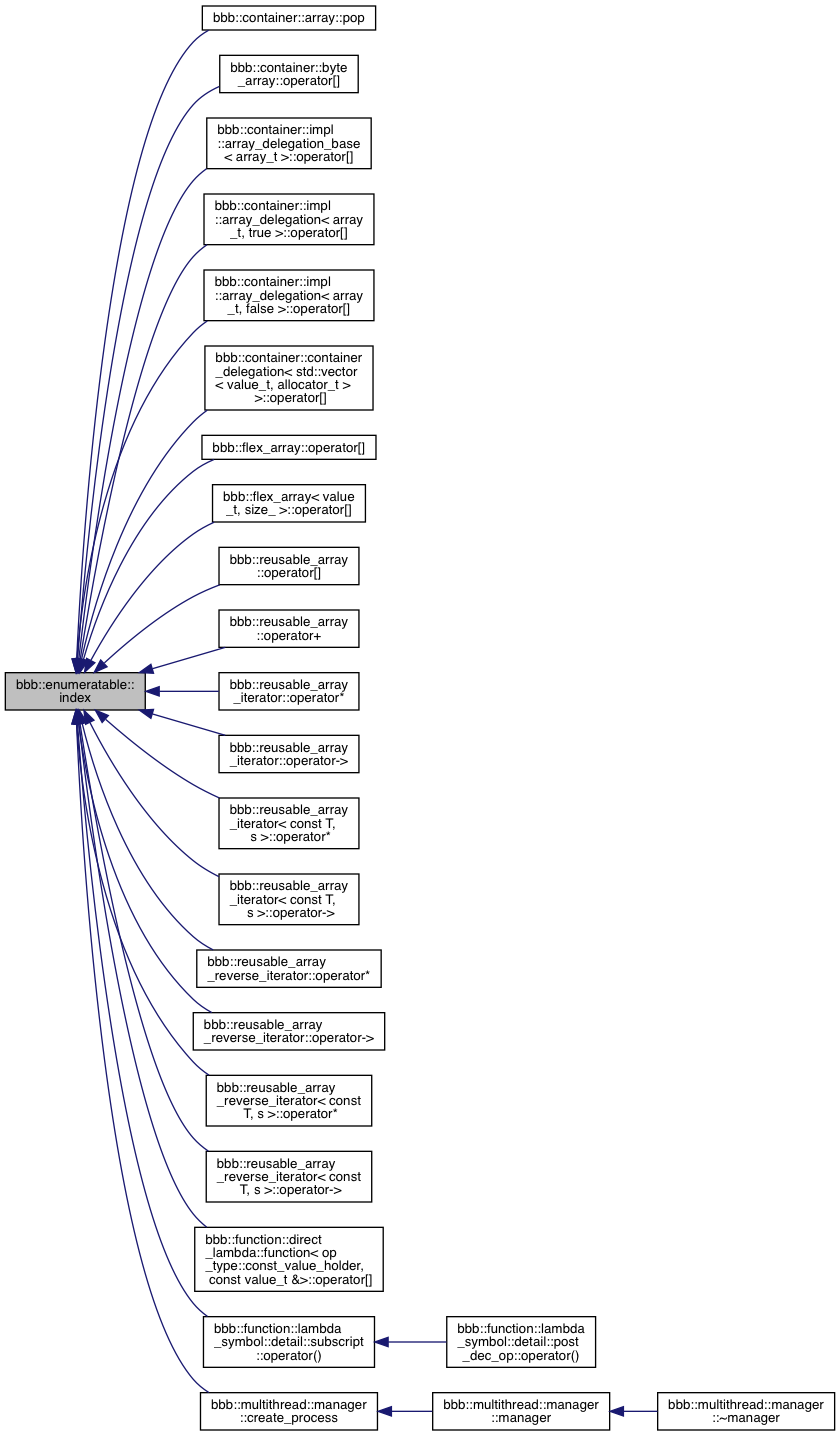 bbb::container::array::pop
bbb::container::byte
_array::operator[]
bbb::container::impl
::array_delegation_base
< array_t >::operator[]
bbb::container::impl
::array_delegation< array
_t, true >::operator[]
bbb::container::impl
::array_delegation< array
_t, false >::operator[]
bbb::container::container
_delegation< std::vector
< value_t, allocator_t >
>::operator[]
bbb::flex_array::operator[]
bbb::flex_array< value
_t, size_ >::operator[]
bbb::reusable_array
::operator[]
bbb::reusable_array
::operator+
bbb::enumeratable::
index
bbb::reusable_array
_iterator::operator*
bbb::reusable_array
_iterator::operator->
bbb::reusable_array
_iterator< const T,
s >::operator*
bbb::reusable_array
_iterator< const T,
s >::operator->
bbb::reusable_array
_reverse_iterator::operator*
bbb::reusable_array
_reverse_iterator::operator->
bbb::reusable_array
_reverse_iterator< const
T, s >::operator*
bbb::reusable_array
_reverse_iterator< const
T, s >::operator->
bbb::function::direct
_lambda::function< op
_type::const_value_holder,
const value_t &>::operator[]
bbb::function::lambda
_symbol::detail::subscript
::operator()
bbb::function::lambda
_symbol::detail::post
_dec_op::operator()
bbb::multithread::manager
::create_process
bbb::multithread::manager
::manager
bbb::multithread::manager
::~manager